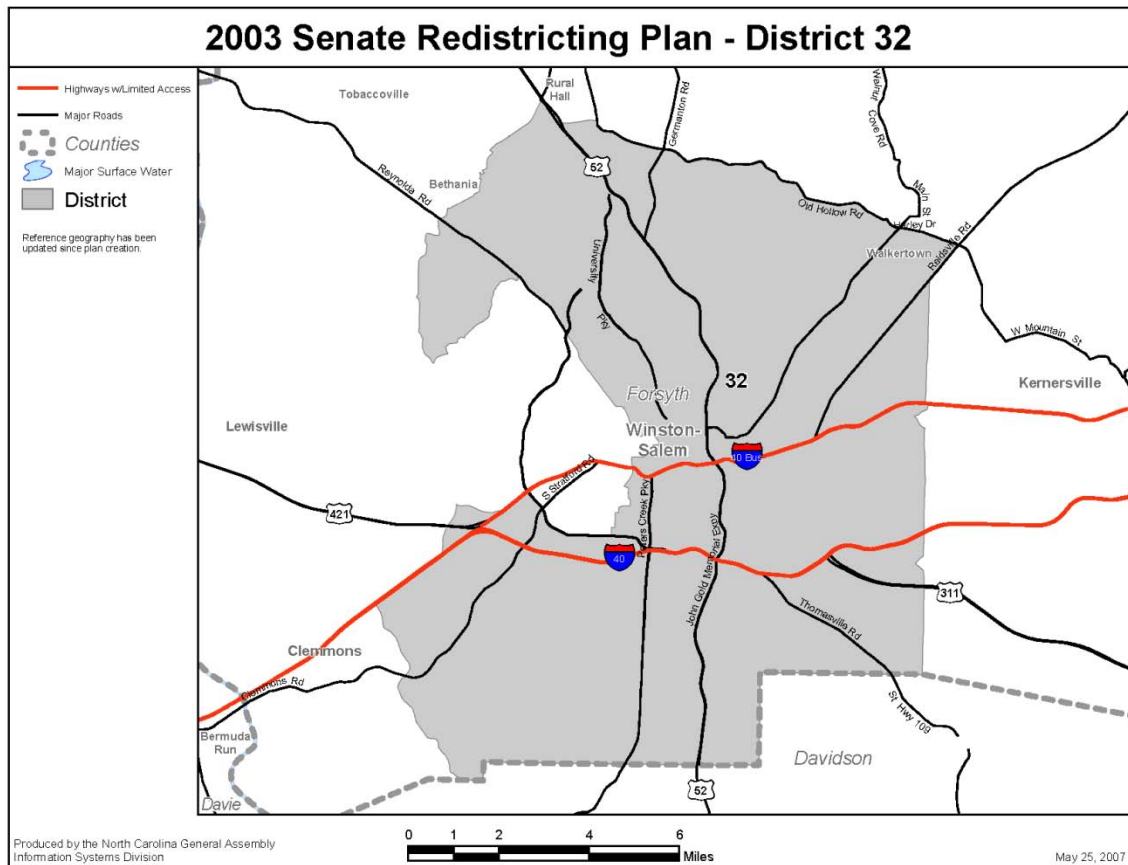 2003 Senate Redistricting Plan - District 32
Highways w/Limited Access
Major Roads
Counties
Major Surface Water
District
Reference geography has been
updated since plan creation.
Tobaccoville
Rural
Hall
Germanton Rd
Walnut
Cove Rd
52
Reynolda Rd
Bethania
Main St
Old Hollow Rd
Harley Dr
Walkertown
Reidsville Rd
University
Pky
W Mountain St
32
Kernersville
Forsyth
Winston-
Salem
Lewisville
40 Bus
S Stratford Rd
Peters Creek Pky
421
John Gold Memorial Expy
40
311
Thomasville Rd
Clemmons
Clemmons Rd
St Hwy 109
Bermuda
Run
Davidson
52
Davie
0 1 2 4 6
Miles
Produced by the North Carolina General Assembly
Information Systems Division
May 25, 2007